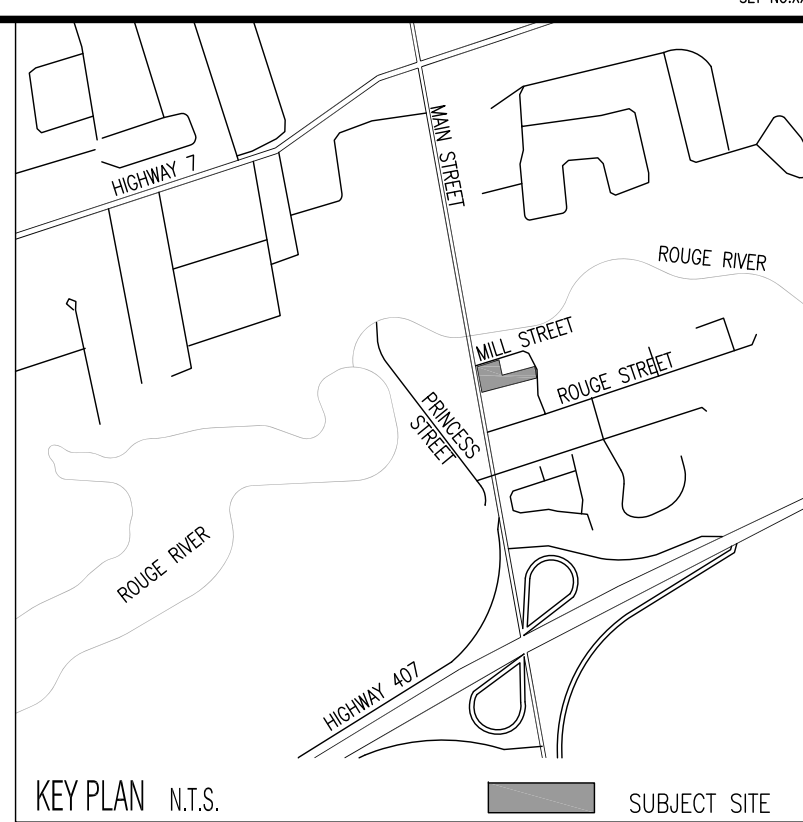 HIGHWAY 7
MAIN STREET
ROUGE RIVER
MILL STREET
ROUGE STREET
PRINCESS
STREET
ROUGE RIVER
HIGHWAY 407
KEY PLAN N.T.S.
SUBJECT SITE